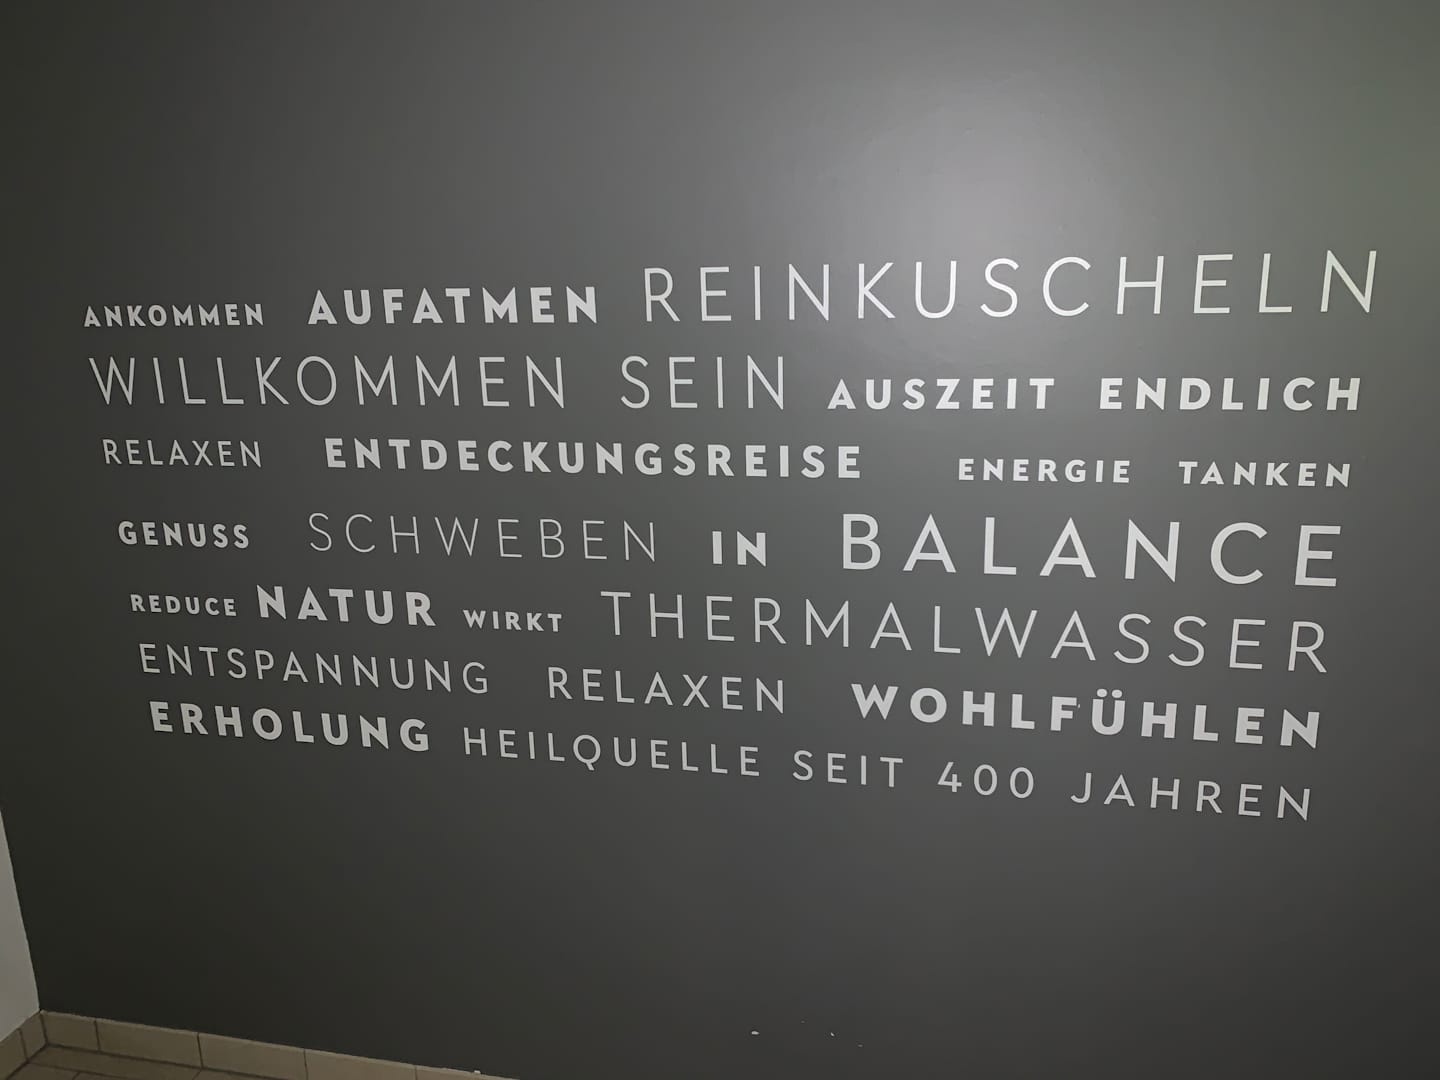 ANKOMMEN AUFATMEN REINKUSCHELN
WILLKOMMEN SEIN AUSZEIT ENDLICH
RELAXEN ENTDECKUNGSREISE ENERGIE TANKEN
GENUSS SCHWEBEN IN BALANCE
REDUCE NATUR WIRKT THERMALWASSER
ENTSPANNUNG RELAXEN WOHLFÜHLEN
ERHOLUNG HEILQUELLE SEIT 400 JAHREN